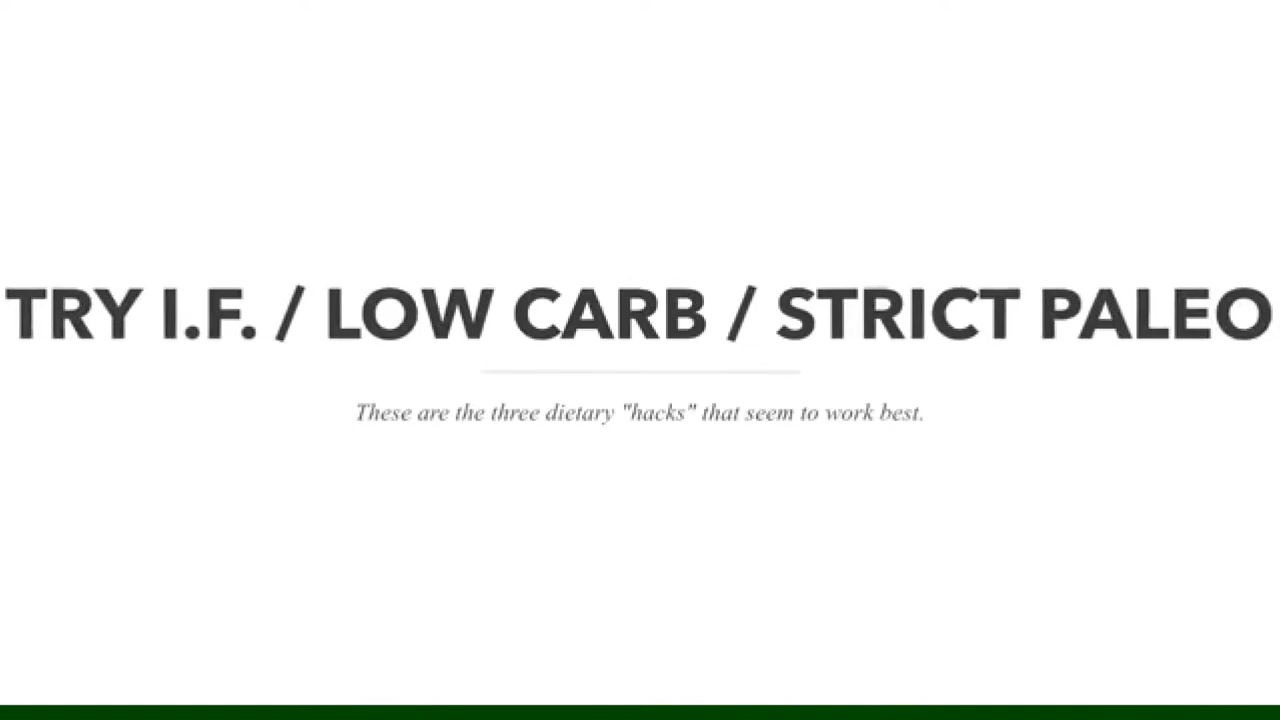 TRY I.F. / LOW CARB / STRICT PALEO
These are the three dietary "hacks" that seem to work best.